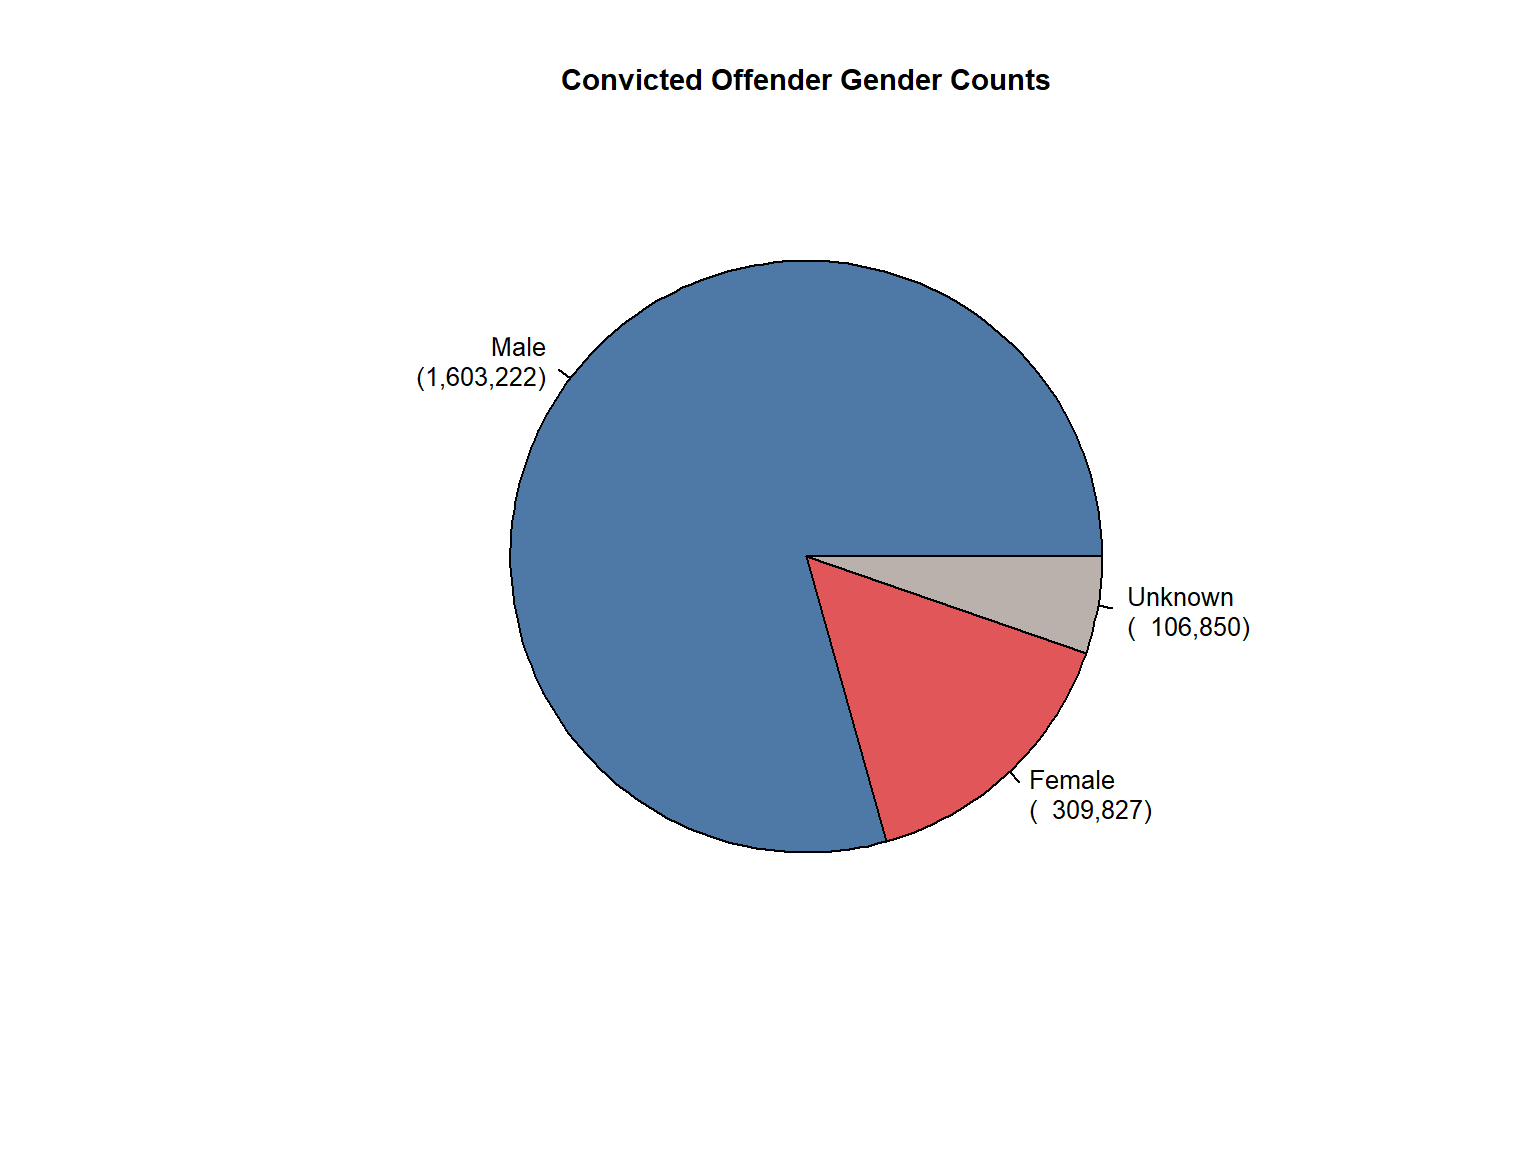 Convicted Offender Gender Counts
Male
(1,603,222)
Unknown
(  106,850)
Female
(  309,827)